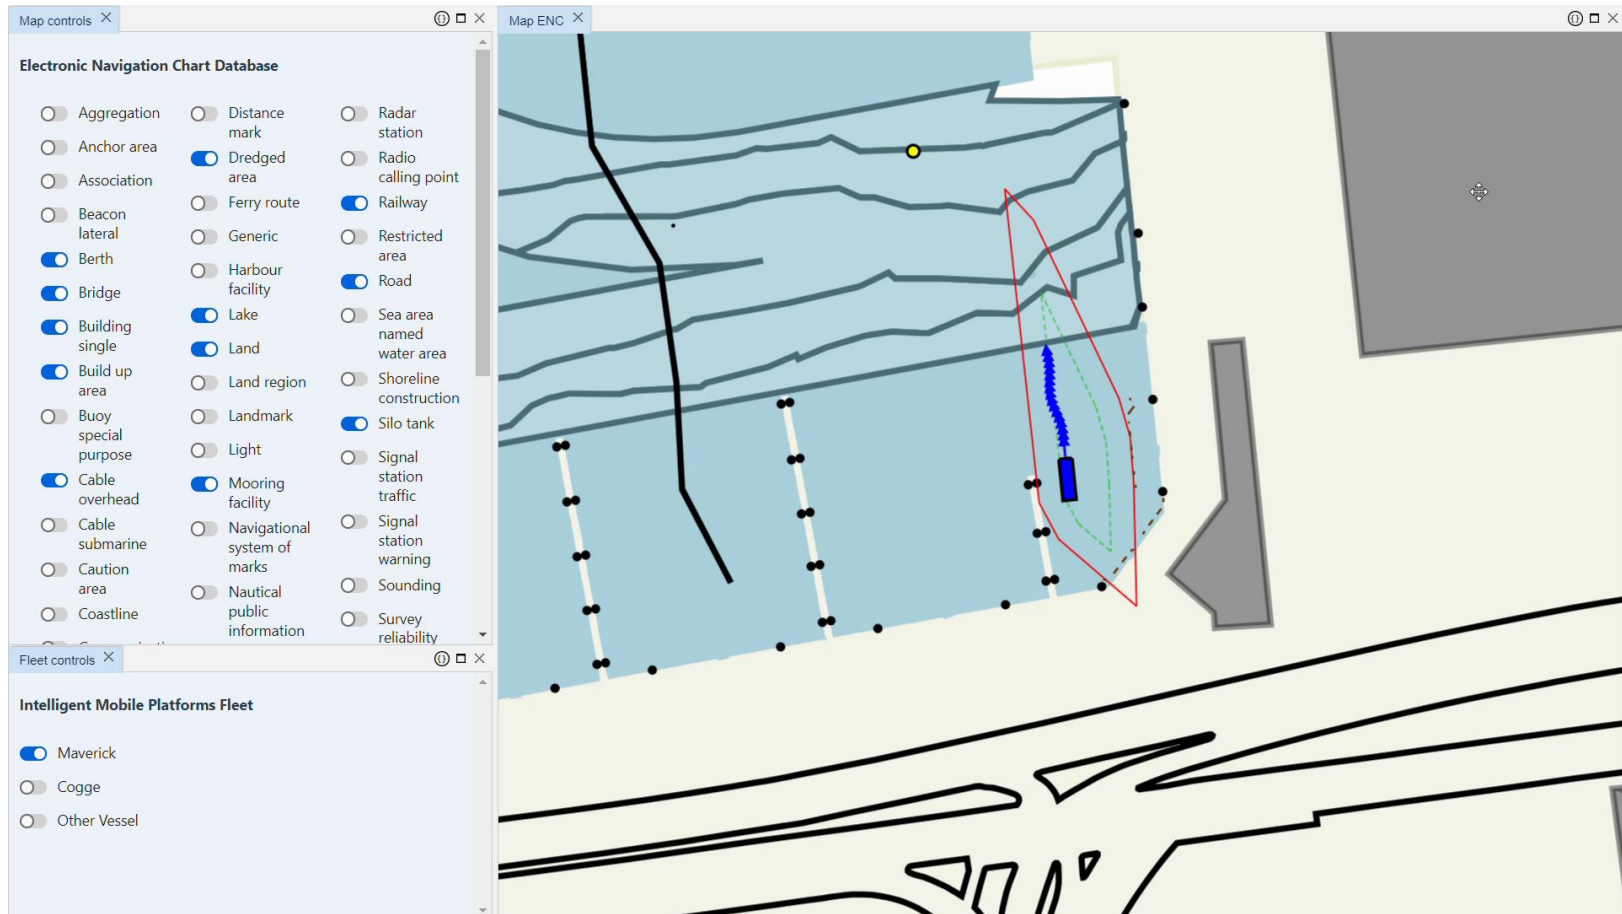 Map controls
Map ENC
Electronic Navigation Chart Database
Aggregation
Anchor area
Association
Beacon
lateral
Berth
Bridge
Building
single
Build up
area
Buoy
special
purpose
Cable
overhead
Cable
submarine
Caution
area
Coastline
Distance
mark
Dredged
area
Ferry route
Generic
Harbour
facility
Lake
Land
Land region
Landmark
Light
Mooring
facility
Navigational
system of
marks
Nautical
public
information
Radar
station
Radio
calling point
Railway
Restricted
area
Road
Sea area
named
water area
Shoreline
construction
Silo tank
Signal
station
traffic
Signal
station
warning
Sounding
Survey
reliability
Fleet controls
Intelligent Mobile Platforms Fleet
Maverick
Cogge
Other Vessel